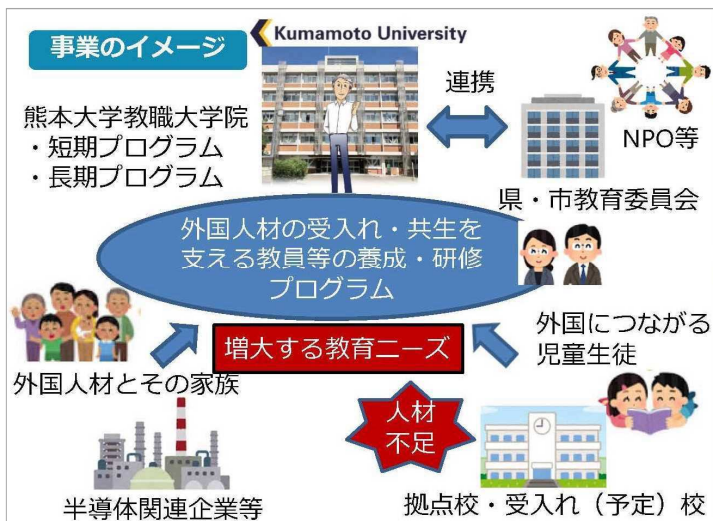 事業のイメージ
Kumamoto University
熊本大学教職大学院
・短期プログラム
・長期プログラム
連携
NPO等
県・市教育委員会
外国人材の受入れ・共生を
支える教員等の養成・研修
プログラム
増大する教育ニーズ
外国につながる
児童生徒
外国人材とその家族
人材
不足
半導体関連企業等
拠点校・受入れ（予定）校